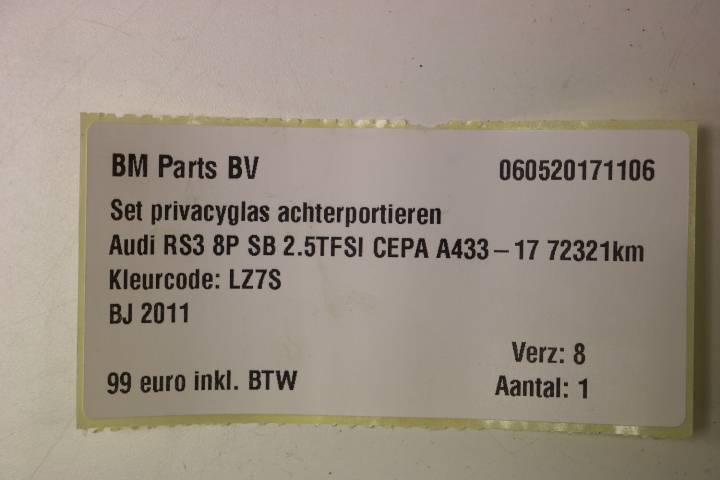 BM Parts BV 060520171106
Set privacyglas achterportieren
Audi RS3 8P SB 2.5TFSI CEPA A433-17 72321km
Kleurcode: LZ7S
BJ 2011
Verz: 8
99 euro inkl. BTW Aantal: 1